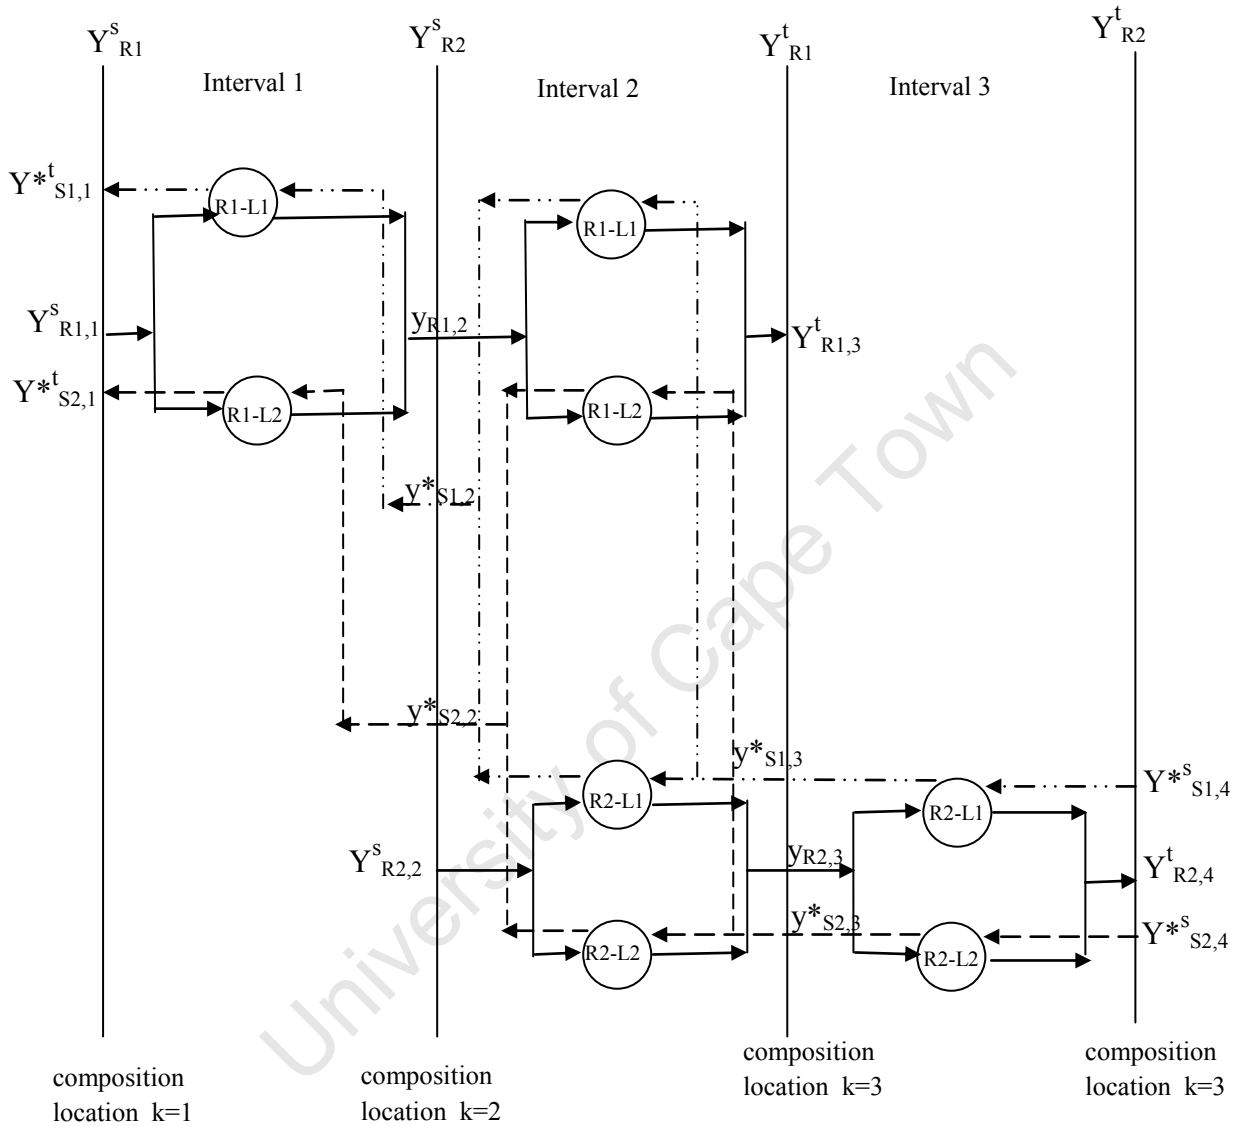 Y^s_R1
Y^s_R2
Y^t_R1
Y^t_R2
Interval 1
Interval 2
Interval 3
Y*^t_S1,1
R1-L1
R1-L1
Y^s_R1,1
y_R1,2
Y^t_R1,3
Y*^t_S2,1
R1-L2
R1-L2
y*_S1,2
y*_S2,2
y*_S1,3
Y*^s_S1,4
R2-L1
R2-L1
Y^s_R2,2
y_R2,3
Y^t_R2,4
y*_S2,3
Y*^s_S2,4
R2-L2
R2-L2
University of Cape Town
composition
location k=1
composition
location k=2
composition
location k=3
composition
location k=3